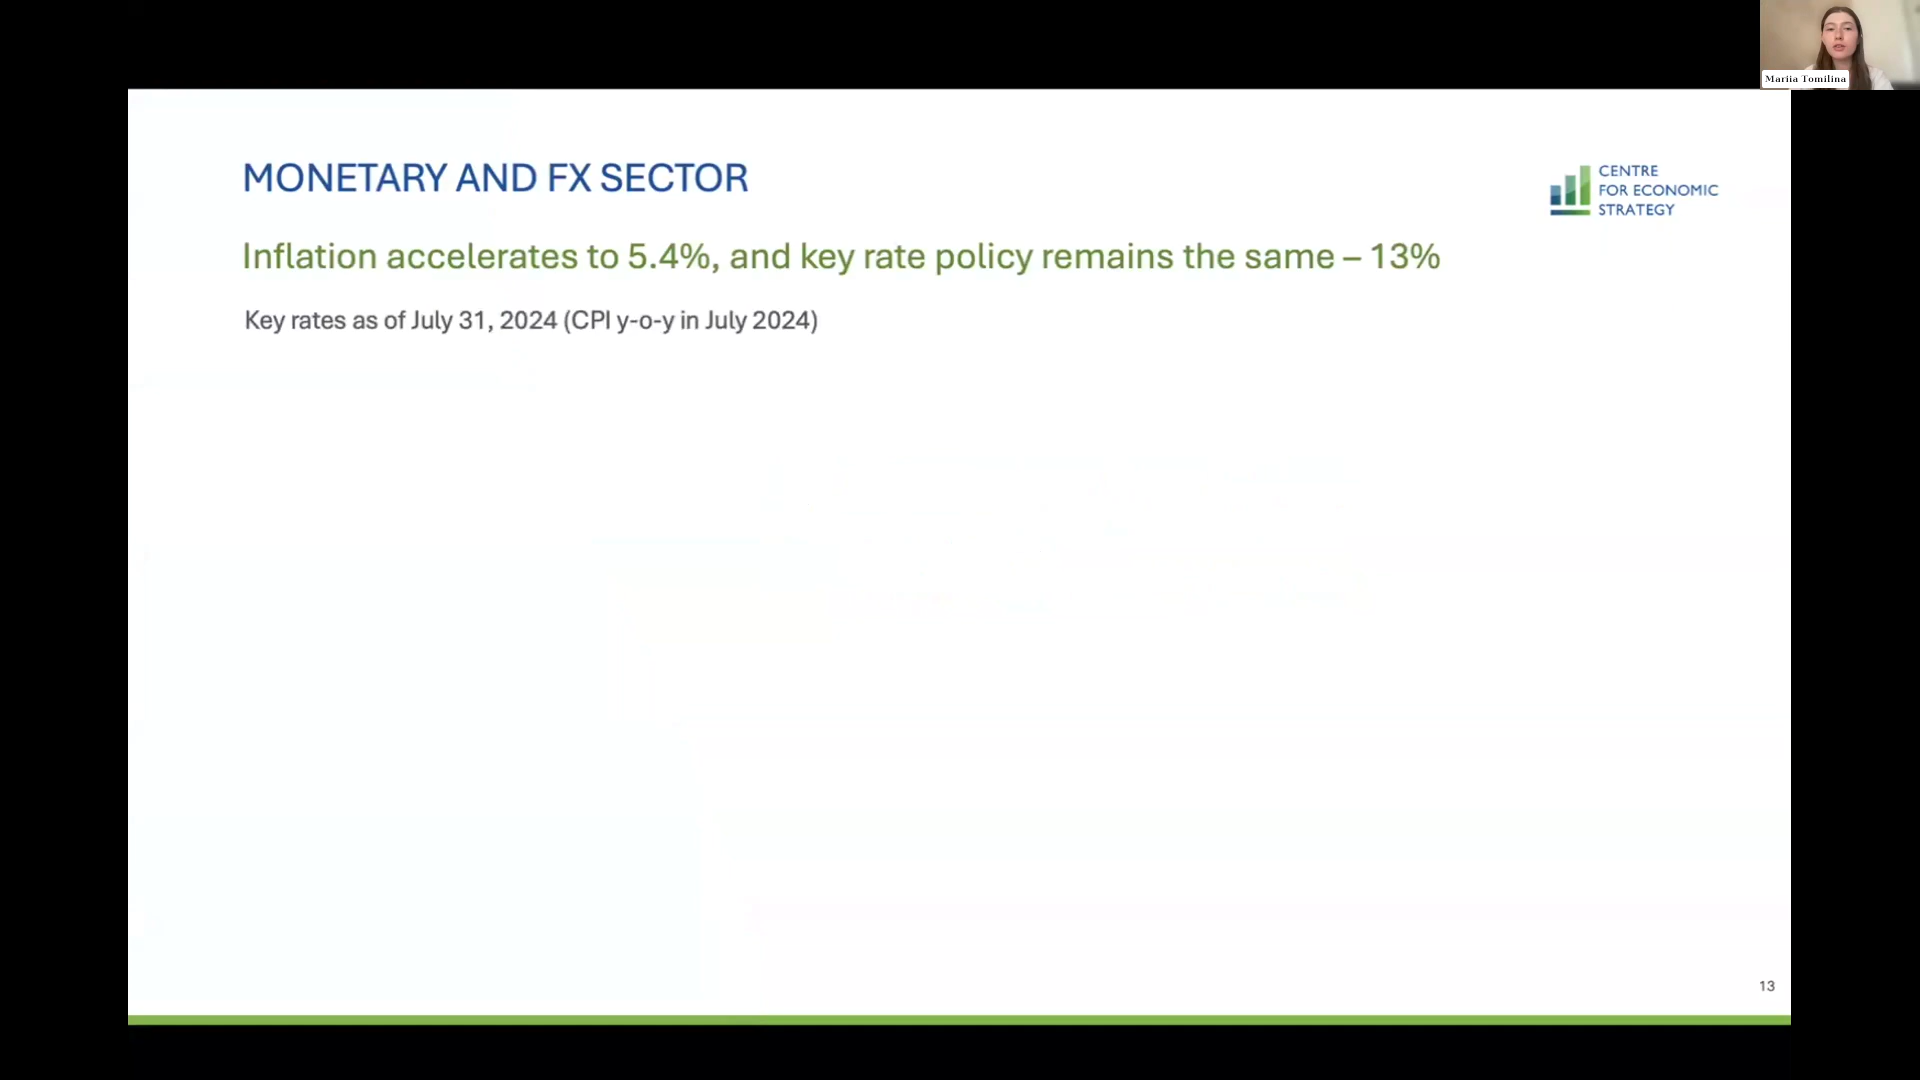 Mariia Tomilina
MONETARY AND FX SECTOR
CENTRE
FOR ECONOMIC
STRATEGY
Inflation accelerates to 5.4%, and key rate policy remains the same – 13%
Key rates as of July 31, 2024 (CPI y-o-y in July 2024)
13